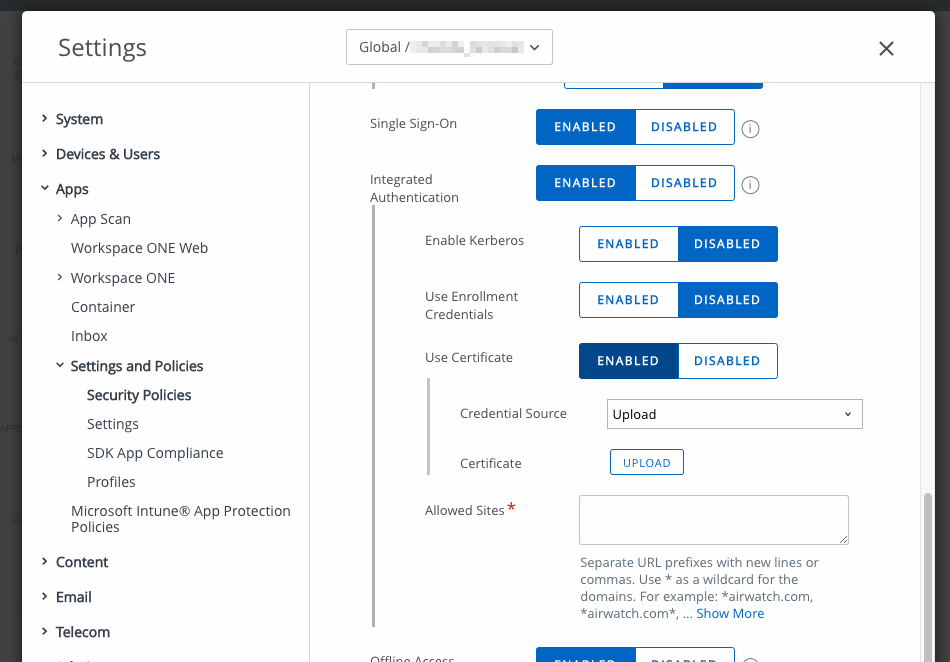 Settings
Global /
System
Devices & Users
Apps
App Scan
Workspace ONE Web
Workspace ONE
Container
Inbox
Settings and Policies
Security Policies
Settings
SDK App Compliance
Profiles
Microsoft Intune® App Protection
Policies
Content
Email
Telecom
Single Sign-On
ENABLED DISABLED
Integrated
Authentication
ENABLED DISABLED
Enable Kerberos
ENABLED DISABLED
Use Enrollment
Credentials
ENABLED DISABLED
Use Certificate
ENABLED DISABLED
Credential Source
Upload
Certificate
UPLOAD
Allowed Sites*
Separate URL prefixes with new lines or
commas. Use * as a wildcard for the
domains. For example: *airwatch.com,
*airwatch.com*, ... Show More
Offline Access
ENABLED DISABLED